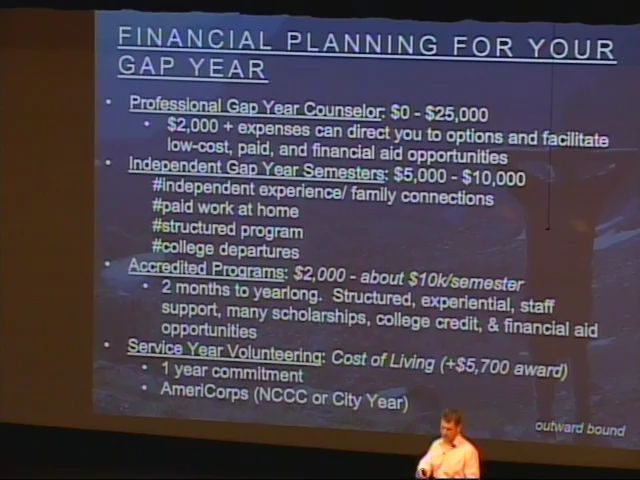 FINANCIAL PLANNING FOR YOUR
GAP YEAR
• Professional Gap Year Counselor: $0 - $25,000
• $2,000 + expenses can direct you to options and facilitate
low-cost, paid, and financial aid opportunities
• Independent Gap Year Semesters: $5,000 - $10,000
#independent experience/ family connections
#paid work at home
#structured program
#college departures
• Accredited Programs: $2,000 - about $10k/semester
• 2 months to yearlong. Structured, experiential, staff
support, many scholarships, college credit, & financial aid
opportunities
• Service Year Volunteering: Cost of Living (+$5,700 award)
• 1 year commitment
• AmeriCorps (NCCC or City Year)
outward bound